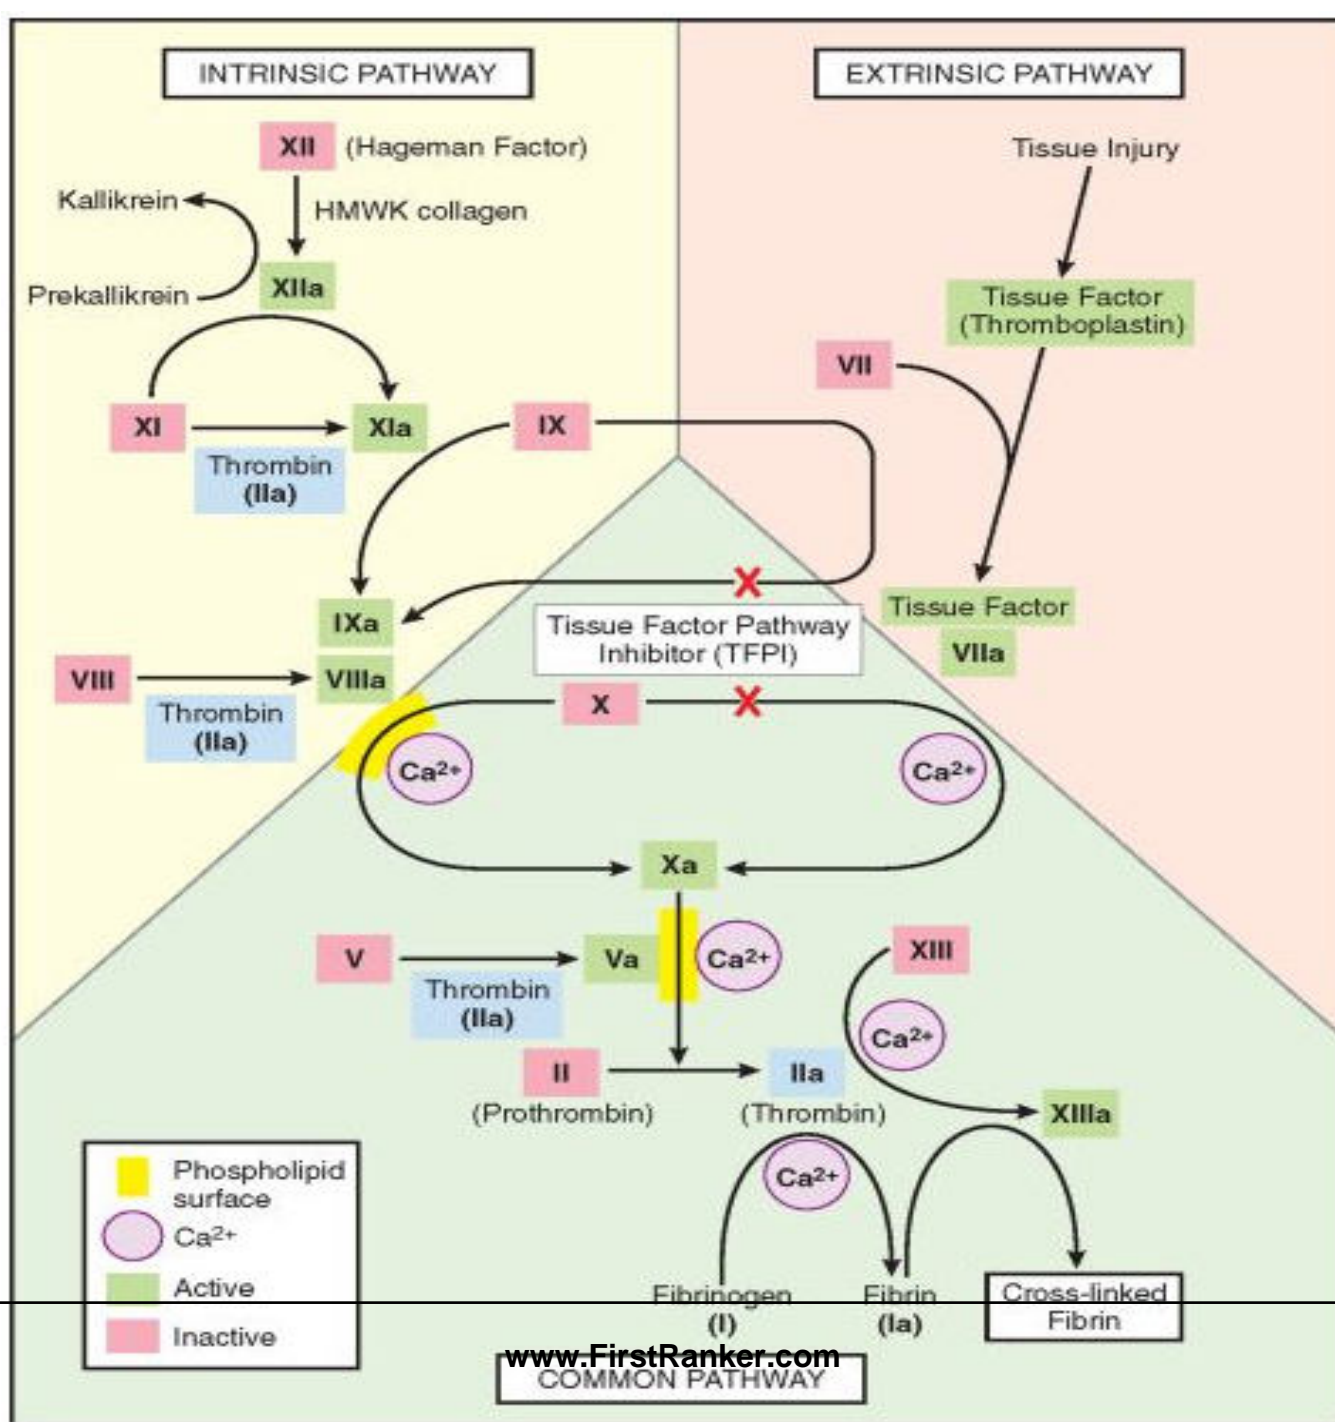 INTRINSIC PATHWAY
XII (Hageman Factor)
Kallikrein
HMWK collagen
Prekallikrein
XIIa
XI
XIa
Thrombin
(IIa)
IX
IXa
VIII
VIIIa
Thrombin
(IIa)
EXTRINSIC PATHWAY
Tissue Injury
Tissue Factor
(Thromboplastin)
VII
Tissue Factor
VIIa
Tissue Factor Pathway
Inhibitor (TFPI)
X
Ca2+
Ca2+
Xa
V
Va
Ca2+
Thrombin
(IIa)
XIII
Ca2+
II
IIa
(Prothrombin)
(Thrombin)
XIIIa
Ca2+
Fibrinogen
(I)
Fibrin
(Ia)
Cross-linked
Fibrin
Phospholipid
surface
Ca2+
Active
Inactive
www.FirstRanker.com
COMMON PATHWAY